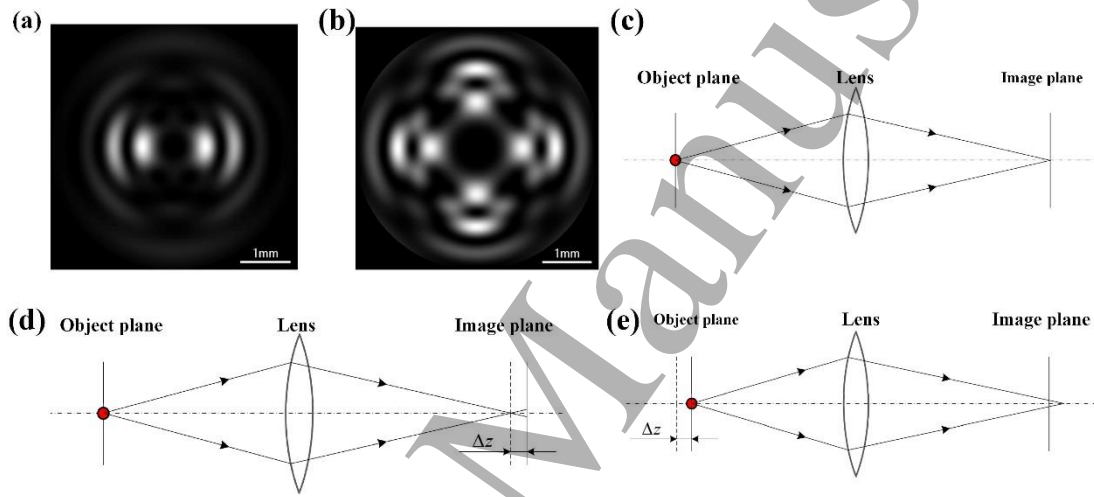 (a)
1mm
(b)
1mm
(c)
Object plane
Lens
Image plane
(d)
Object plane
Lens
Image plane
Δz
(e)
Object plane
Lens
Image plane
Δz
Manus